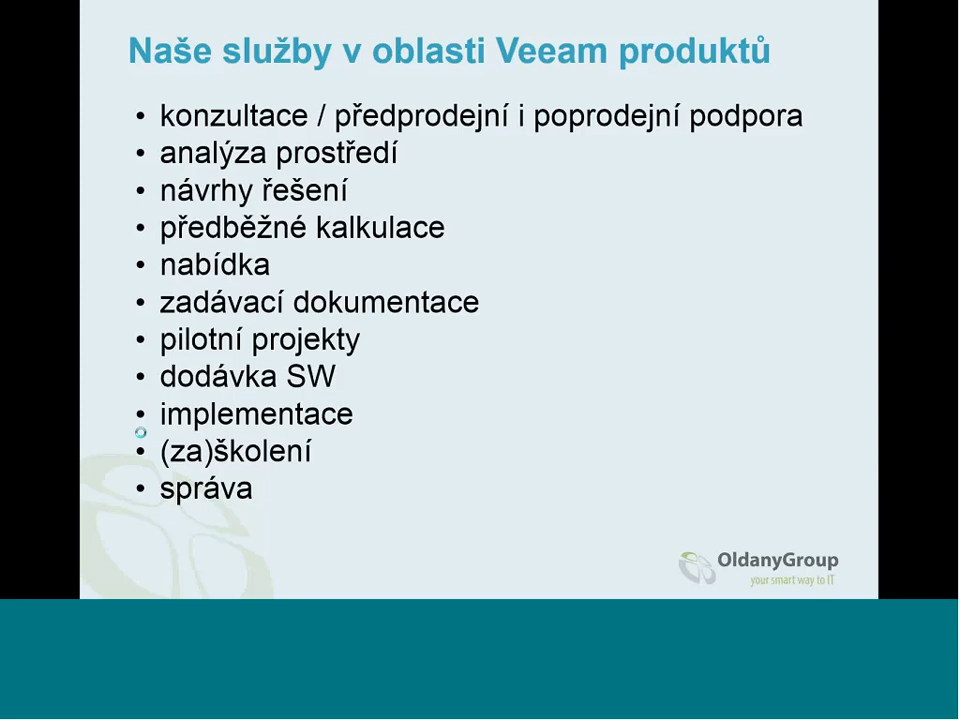 Naše služby v oblasti Veeam produktů
• konzultace / předprodejní i poprodejní podpora
• analýza prostředí
• návrhy řešení
• předběžné kalkulace
• nabídka
• zadávací dokumentace
• pilotní projekty
• dodávka SW
• implementace
• (za)školení
• správa
OldanyGroup
your smart way to IT